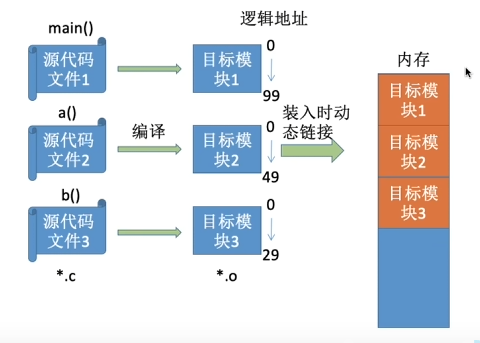 逻辑地址
main()
源代码
文件1
目标模
块1
0
99
a()
源代码
文件2
编译
目标模
块2
0
49
装入时动
态链接
b()
源代码
文件3
目标模
块3
0
29
*.c
*.o
内存
目标模
块1
目标模
块2
目标模
块3